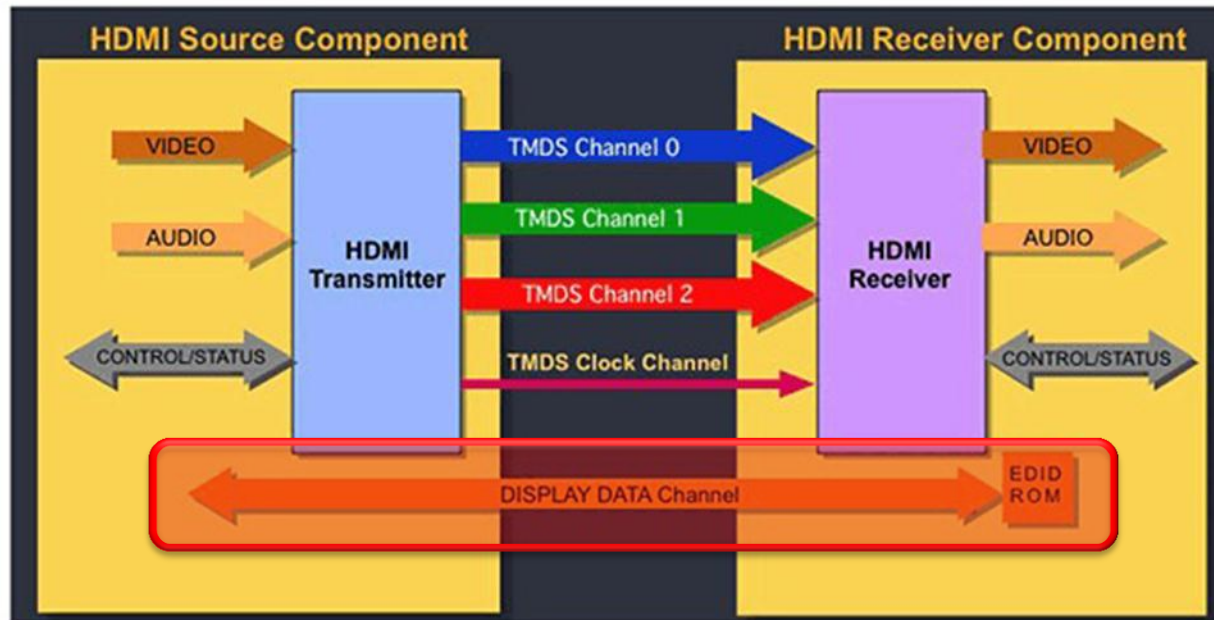 HDMI Source Component
HDMI Receiver Component
VIDEO
TMDS Channel 0
VIDEO
AUDIO
TMDS Channel 1
AUDIO
HDMI
Transmitter
HDMI
Receiver
TMDS Channel 2
CONTROL/STATUS
TMDS Clock Channel
CONTROL/STATUS
DISPLAY DATA Channel
EDID
ROM